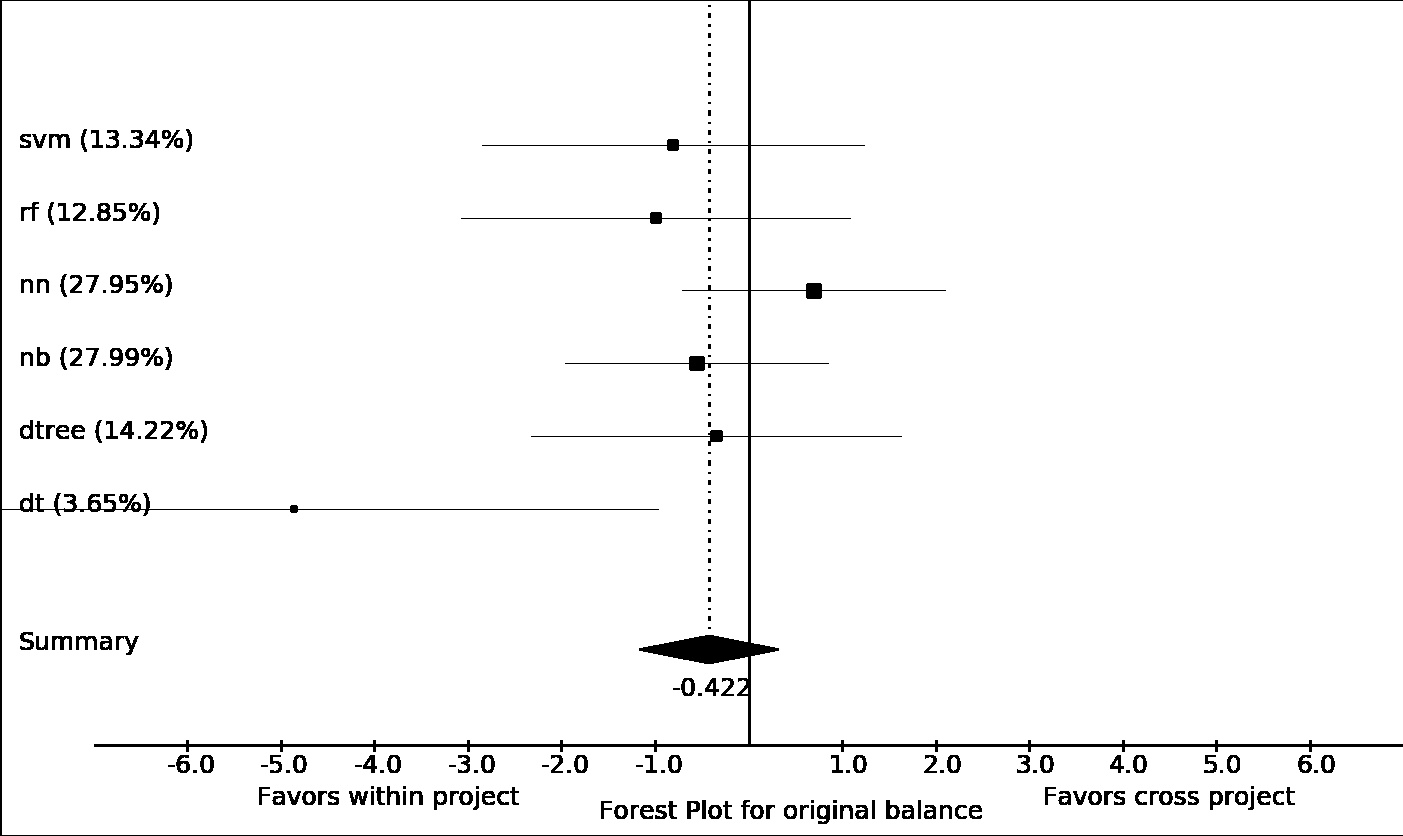 svm (13.34%)
rf (12.85%)
nn (27.95%)
nb (27.99%)
dtree (14.22%)
dt (3.65%)
Summary
-0.422
-6.0 -5.0 -4.0 -3.0 -2.0 -1.0 1.0 2.0 3.0 4.0 5.0 6.0
Favors within project Favors cross project
Forest Plot for original balance